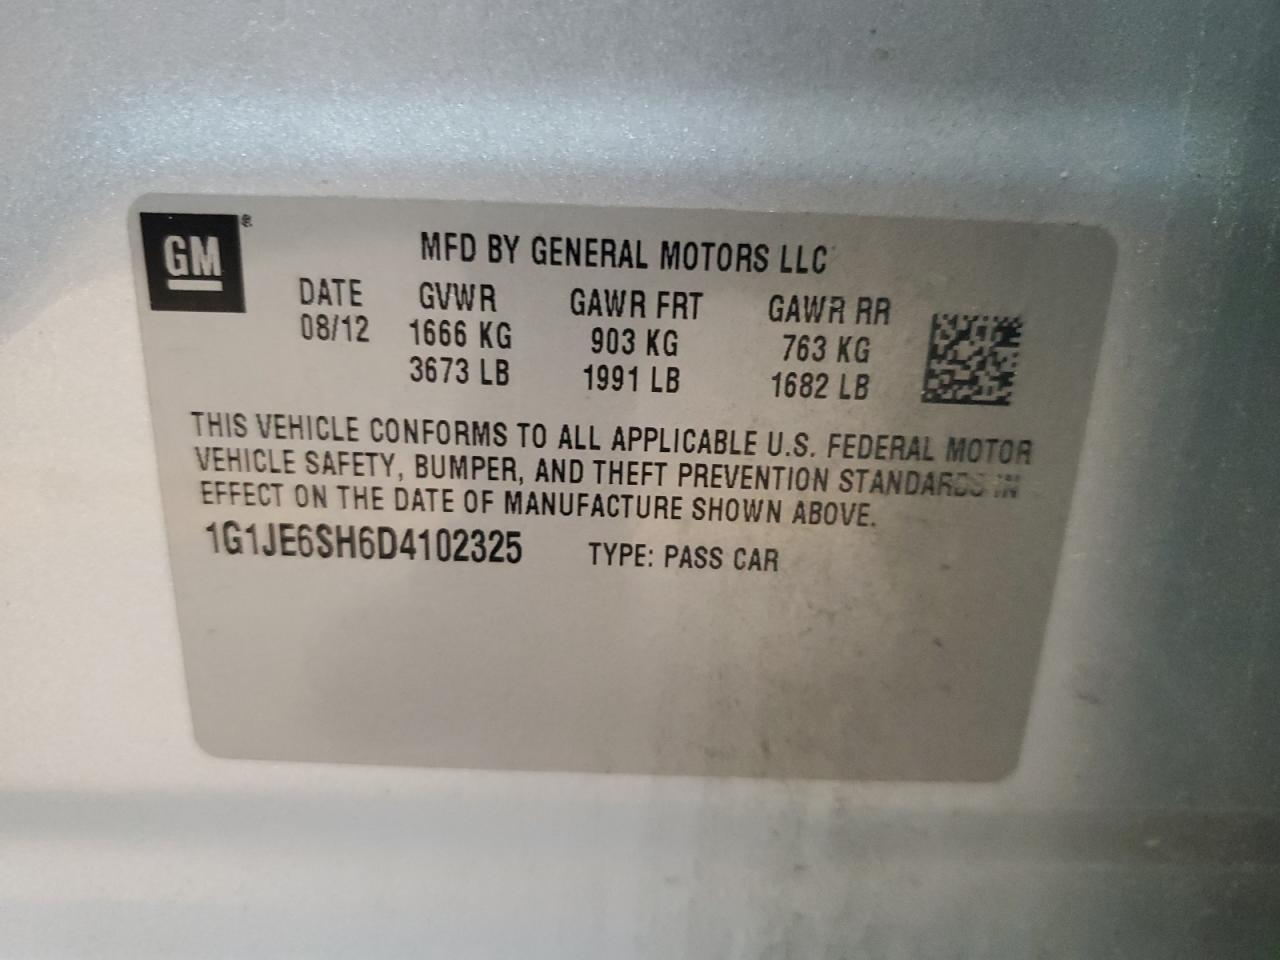 GM ®
MFD BY GENERAL MOTORS LLC
DATE GVWR GAWR FRT GAWR RR
08/12 1666 KG 903 KG 763 KG
3673 LB 1991 LB 1682 LB
THIS VEHICLE CONFORMS TO ALL APPLICABLE U.S. FEDERAL MOTOR
VEHICLE SAFETY, BUMPER, AND THEFT PREVENTION STANDARDS IN
EFFECT ON THE DATE OF MANUFACTURE SHOWN ABOVE.
1G1JE6SH6D4102325 TYPE: PASS CAR